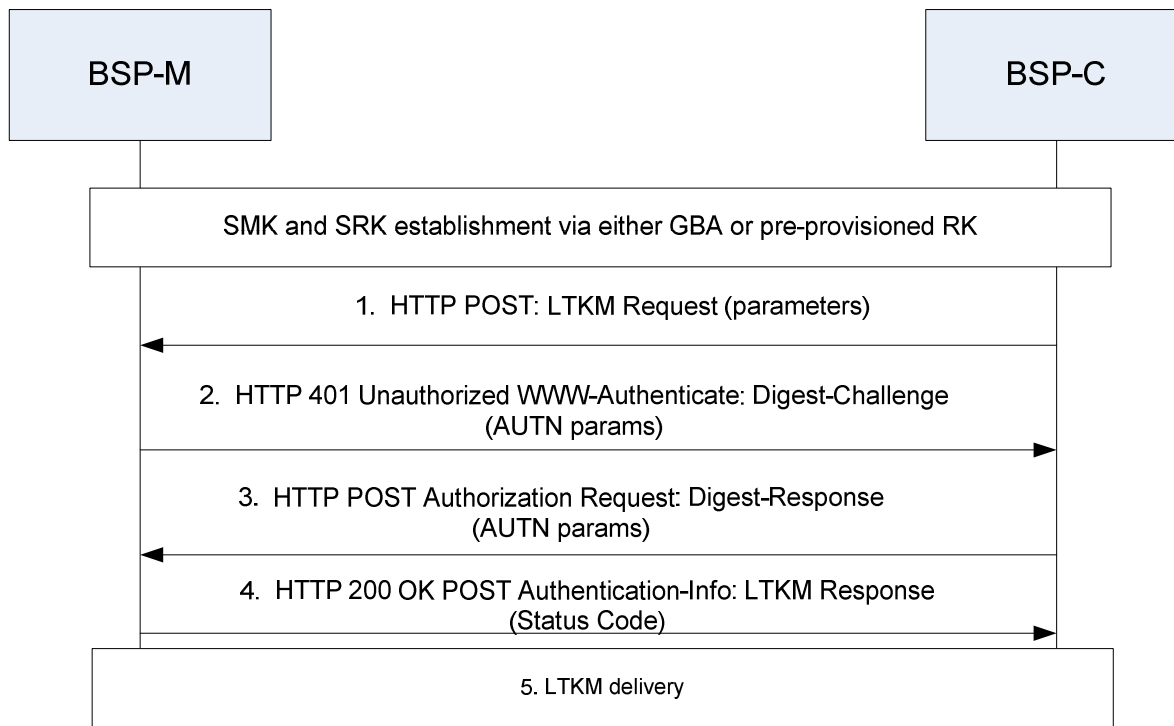 BSP-M
BSP-C
SMK and SRK establishment via either GBA or pre-provisioned RK
1. HTTP POST: LTKM Request (parameters)
2. HTTP 401 Unauthorized WWW-Authenticate: Digest-Challenge
(AUTN params)
3. HTTP POST Authorization Request: Digest-Response
(AUTN params)
4. HTTP 200 OK POST Authentication-Info: LTKM Response
(Status Code)
5. LTKM delivery